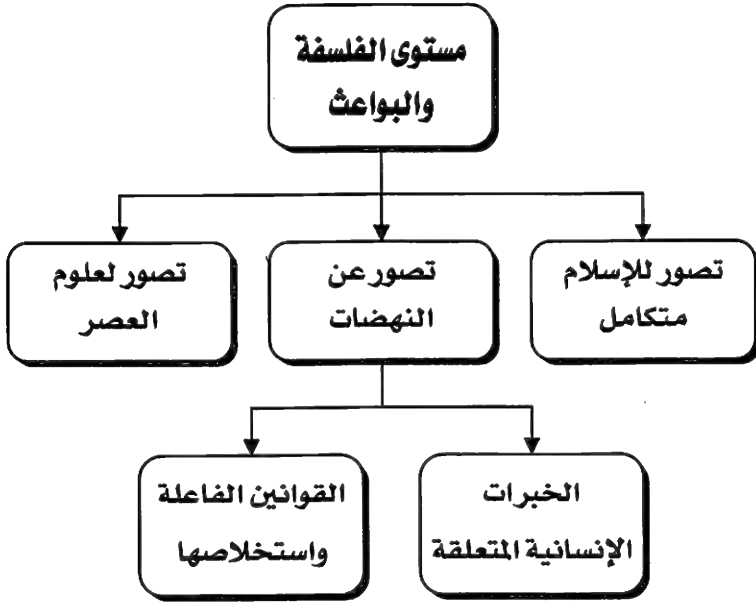 مستوى الفلسفة
والبواعث
تصور للإسلام
متكامل
تصور عن
النهضات
تصور لعلوم
العصر
الخبرات
الإنسانية المتعلقة
القوانين الفاعلة
واستخلاصها